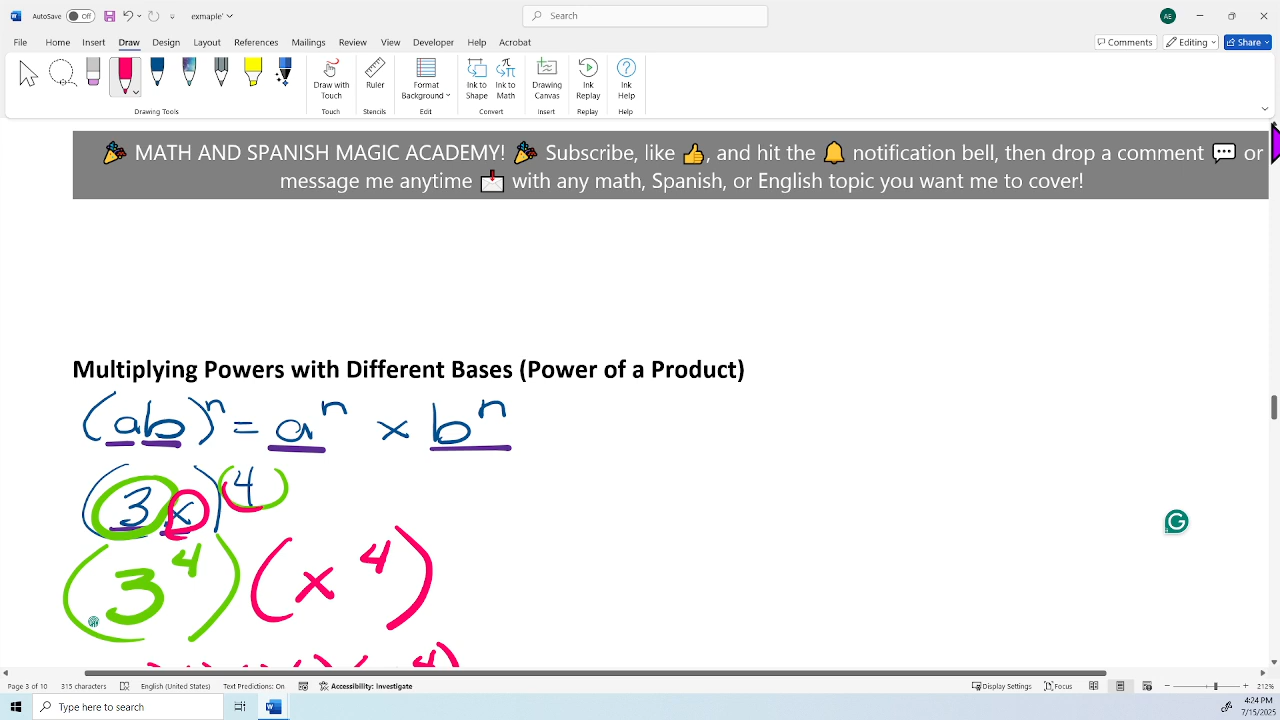 AutoSave Off exmaple' Search AE
File Home Insert Draw Design Layout References Mailings Review View Developer Help Acrobat Comments Editing Share
Draw with Touch Ruler Format Background Ink to Shape Ink to Math Drawing Canvas Ink Replay Ink Help
Drawing Tools Touch Stencils Edit Convert Insert Replay Help
🎉 MATH AND SPANISH MAGIC ACADEMY! 🎉 Subscribe, like 👍, and hit the 🔔 notification bell, then drop a comment 💬 or
message me anytime 📩 with any math, Spanish, or English topic you want me to cover!
Multiplying Powers with Different Bases (Power of a Product)
(ab)ⁿ = aⁿ × bⁿ
(3x)⁽⁴⁾
(3⁴)(x⁴)
Page 3 of 10 315 characters English (United States) Text Predictions: On Accessibility: Investigate Display Settings Focus 212%
Type here to search 4:24 PM
7/15/2025